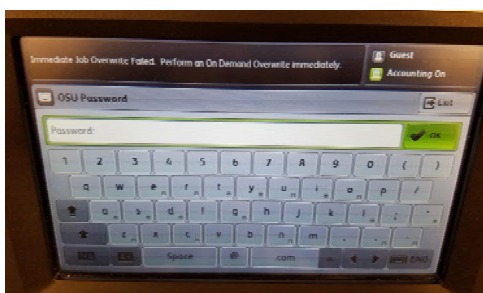 Immediate Job Overwrite Failed. Perform an On Demand Overwrite immediately.
Guest
Accounting On
OSU Password
Exit
Password:
OK
1 2 3 4 5 6 7 8 9 0 ( )
q w e r t y u i o p /
a s d f g h j k l ; '
z x c v b n m , . -
Space @ .com ENG